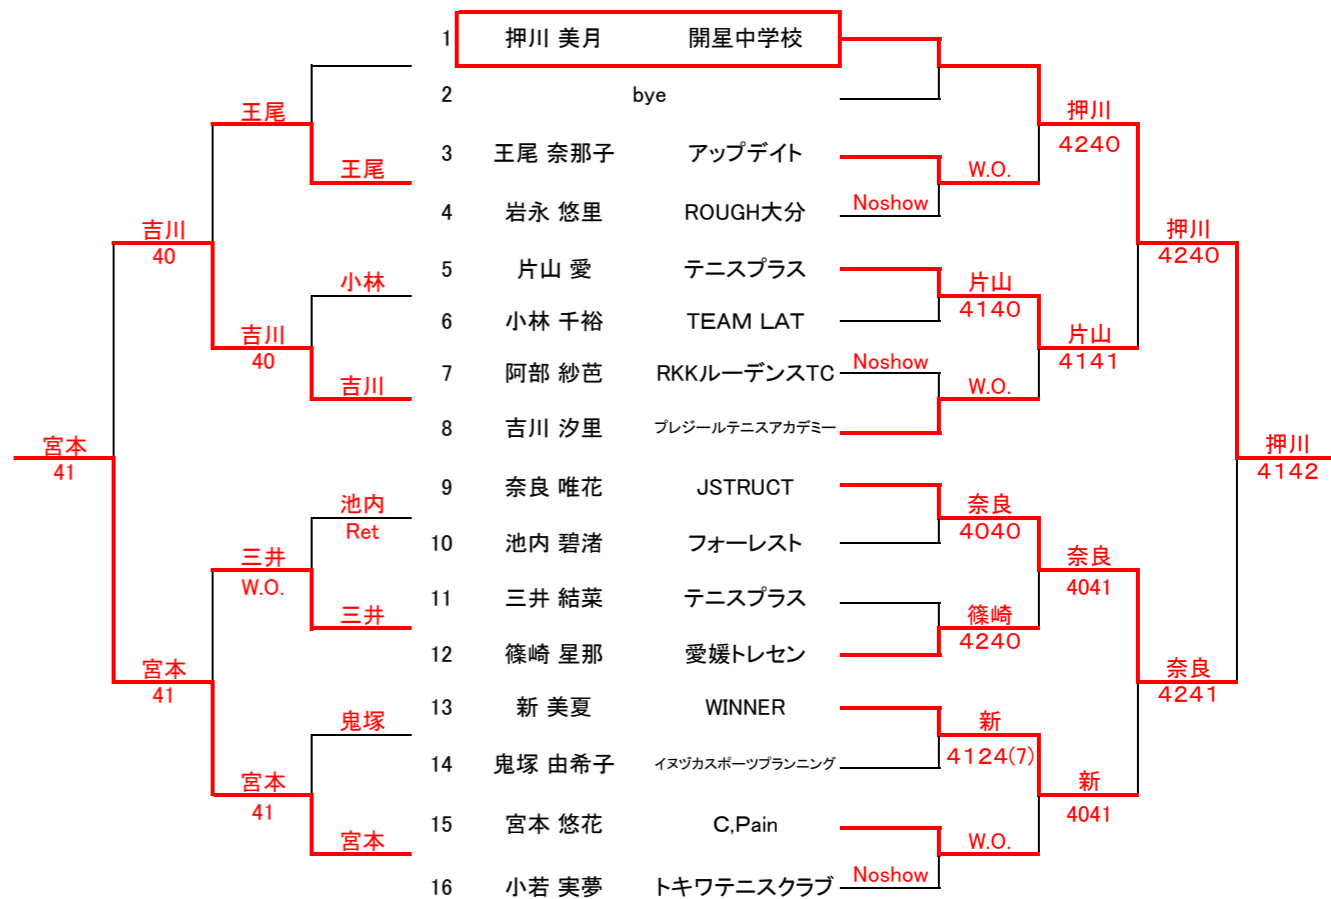 1 押川 美月 開星中学校
2 bye
王尾 押川
4240
3 王尾 奈那子 アップデイト
王尾 W.O.
4 岩永 悠里 ROUGH大分 Noshow
吉川 押川
40 4240
5 片山 愛 テニスプラス
小林 片山
4140
6 小林 千裕 TEAM LAT
吉川 片山
40 4141
7 阿部 紗芭 RKKルーデンスTC Noshow
吉川 W.O.
8 吉川 汐里 プレジールテニスアカデミー
宮本 押川
41 4142
9 奈良 唯花 JSTRUCT
池内 奈良
Ret 4040
10 池内 碧渚 フォーレスト
三井 奈良
W.O. 4041
11 三井 結菜 テニスプラス
三井 篠崎
4240
12 篠崎 星那 愛媛トレセン
宮本 奈良
41 4241
13 新 美夏 WINNER
鬼塚 新
4124(7)
14 鬼塚 由希子 イヌヅカスポーツプランニング
宮本 新
41 4041
15 宮本 悠花 C,Pain
宮本 W.O.
16 小若 実夢 トキワテニスクラブ Noshow